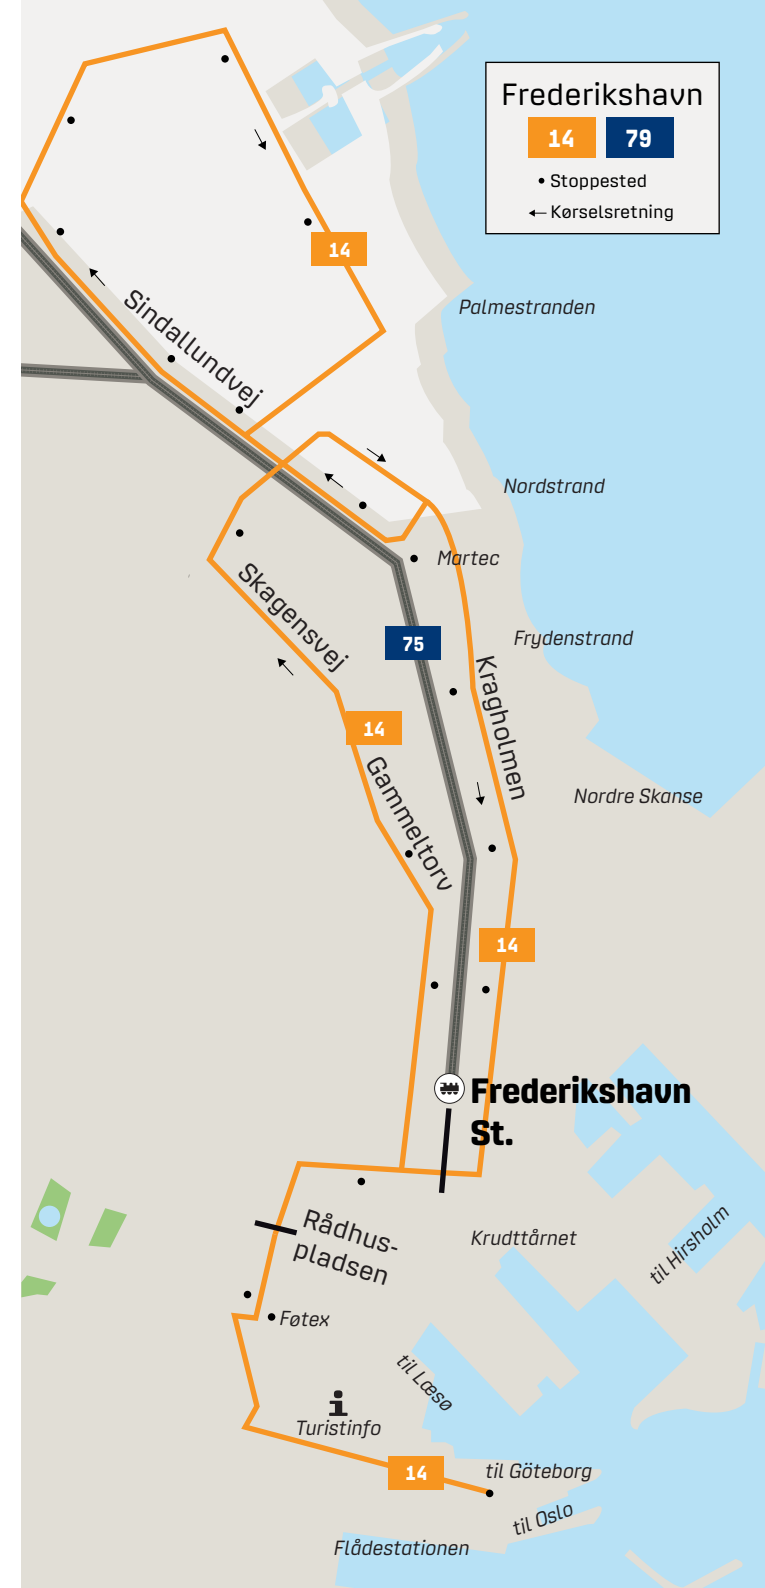 Frederikshavn
14 79
Stoppested
Kørselsretning
14
Sindallundvej
Palmestranden
Nordstrand
Martec
Skagensvej
75
Frydenstrand
Kragholmen
14
Gammeltorv
Nordre Skanse
14
Frederikshavn
St.
Rådhus-
pladsen
Krudttårnet
til Hirsholm
Føtex
til Læsø
Turistinfo
14
til Göteborg
til Oslo
Flådestationen